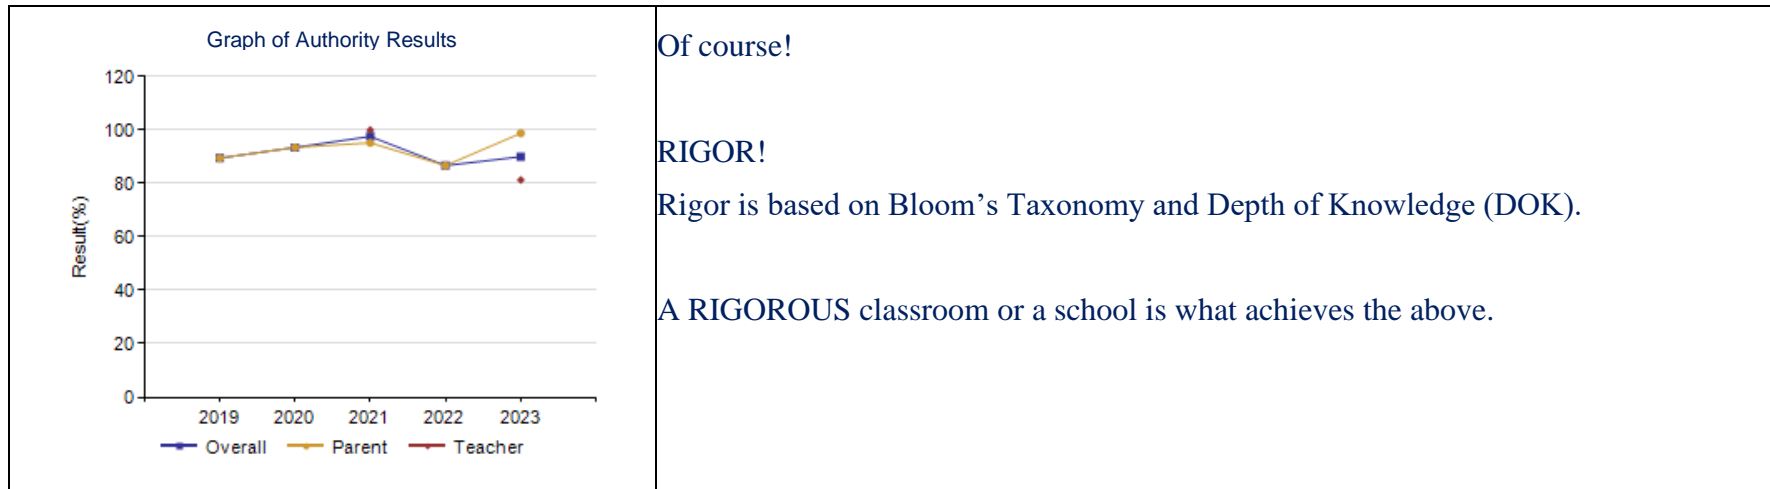 Graph of Authority Results
120
100
80
60
40
20
0
Result(%)
2019 2020 2021 2022 2023
Overall Parent Teacher
Of course!
RIGOR!
Rigor is based on Bloom’s Taxonomy and Depth of Knowledge (DOK).
A RIGOROUS classroom or a school is what achieves the above.